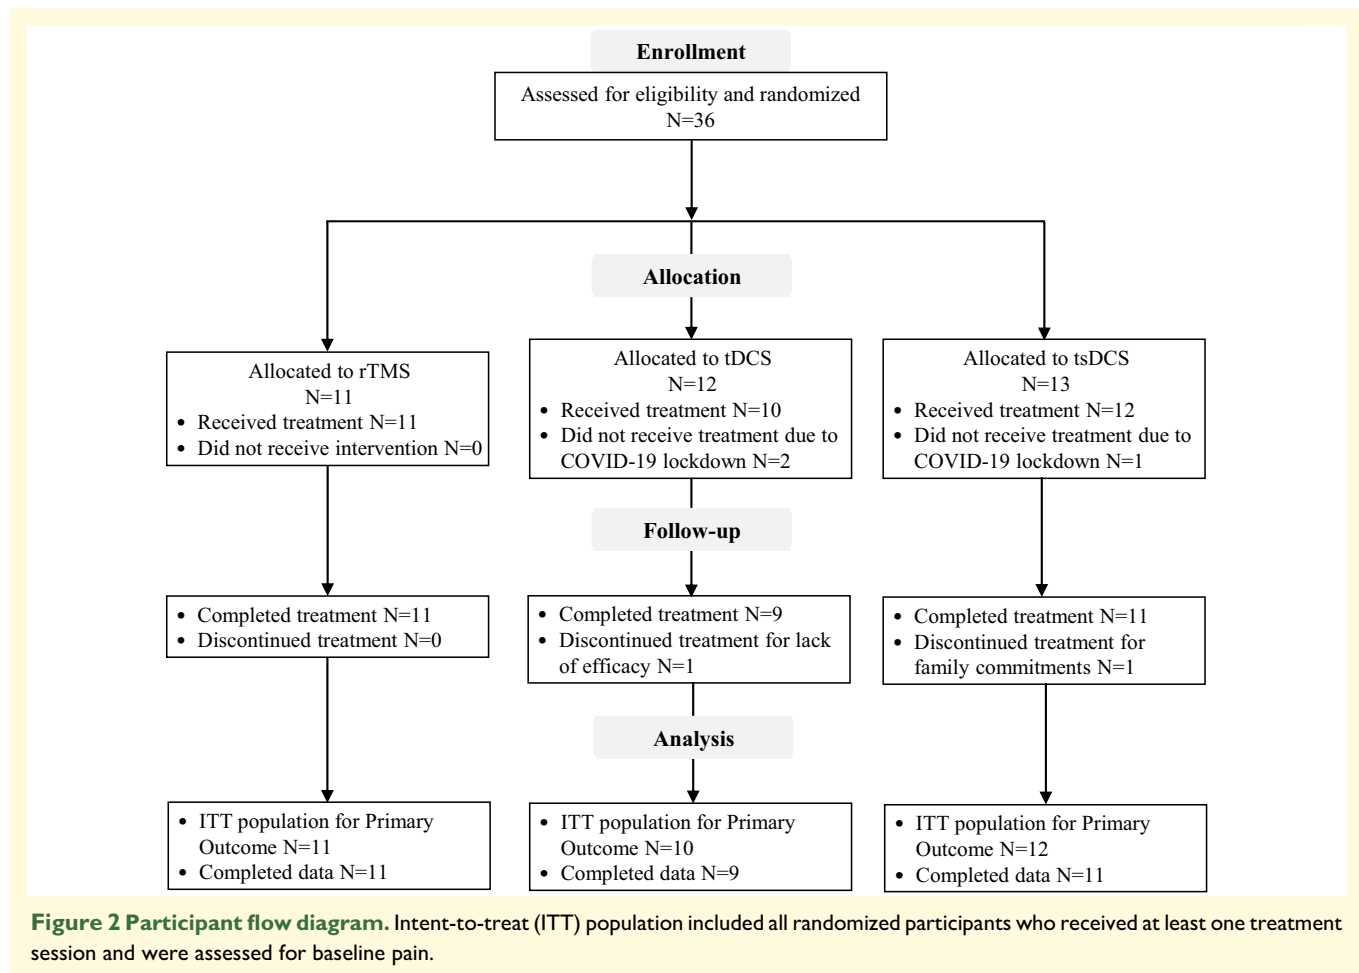 Enrollment
Assessed for eligibility and randomized
N=36
Allocation
Allocated to rTMS
N=11
• Received treatment N=11
• Did not receive intervention N=0
Allocated to tDCS
N=12
• Received treatment N=10
• Did not receive treatment due to
COVID-19 lockdown N=2
Allocated to tsDCS
N=13
• Received treatment N=12
• Did not receive treatment due to
COVID-19 lockdown N=1
Follow-up
• Completed treatment N=11
• Discontinued treatment N=0
• Completed treatment N=9
• Discontinued treatment for lack
of efficacy N=1
• Completed treatment N=11
• Discontinued treatment for
family commitments N=1
Analysis
• ITT population for Primary
Outcome N=11
• Completed data N=11
• ITT population for Primary
Outcome N=10
• Completed data N=9
• ITT population for Primary
Outcome N=12
• Completed data N=11
Figure 2 Participant flow diagram. Intent-to-treat (ITT) population included all randomized participants who received at least one treatment
session and were assessed for baseline pain.